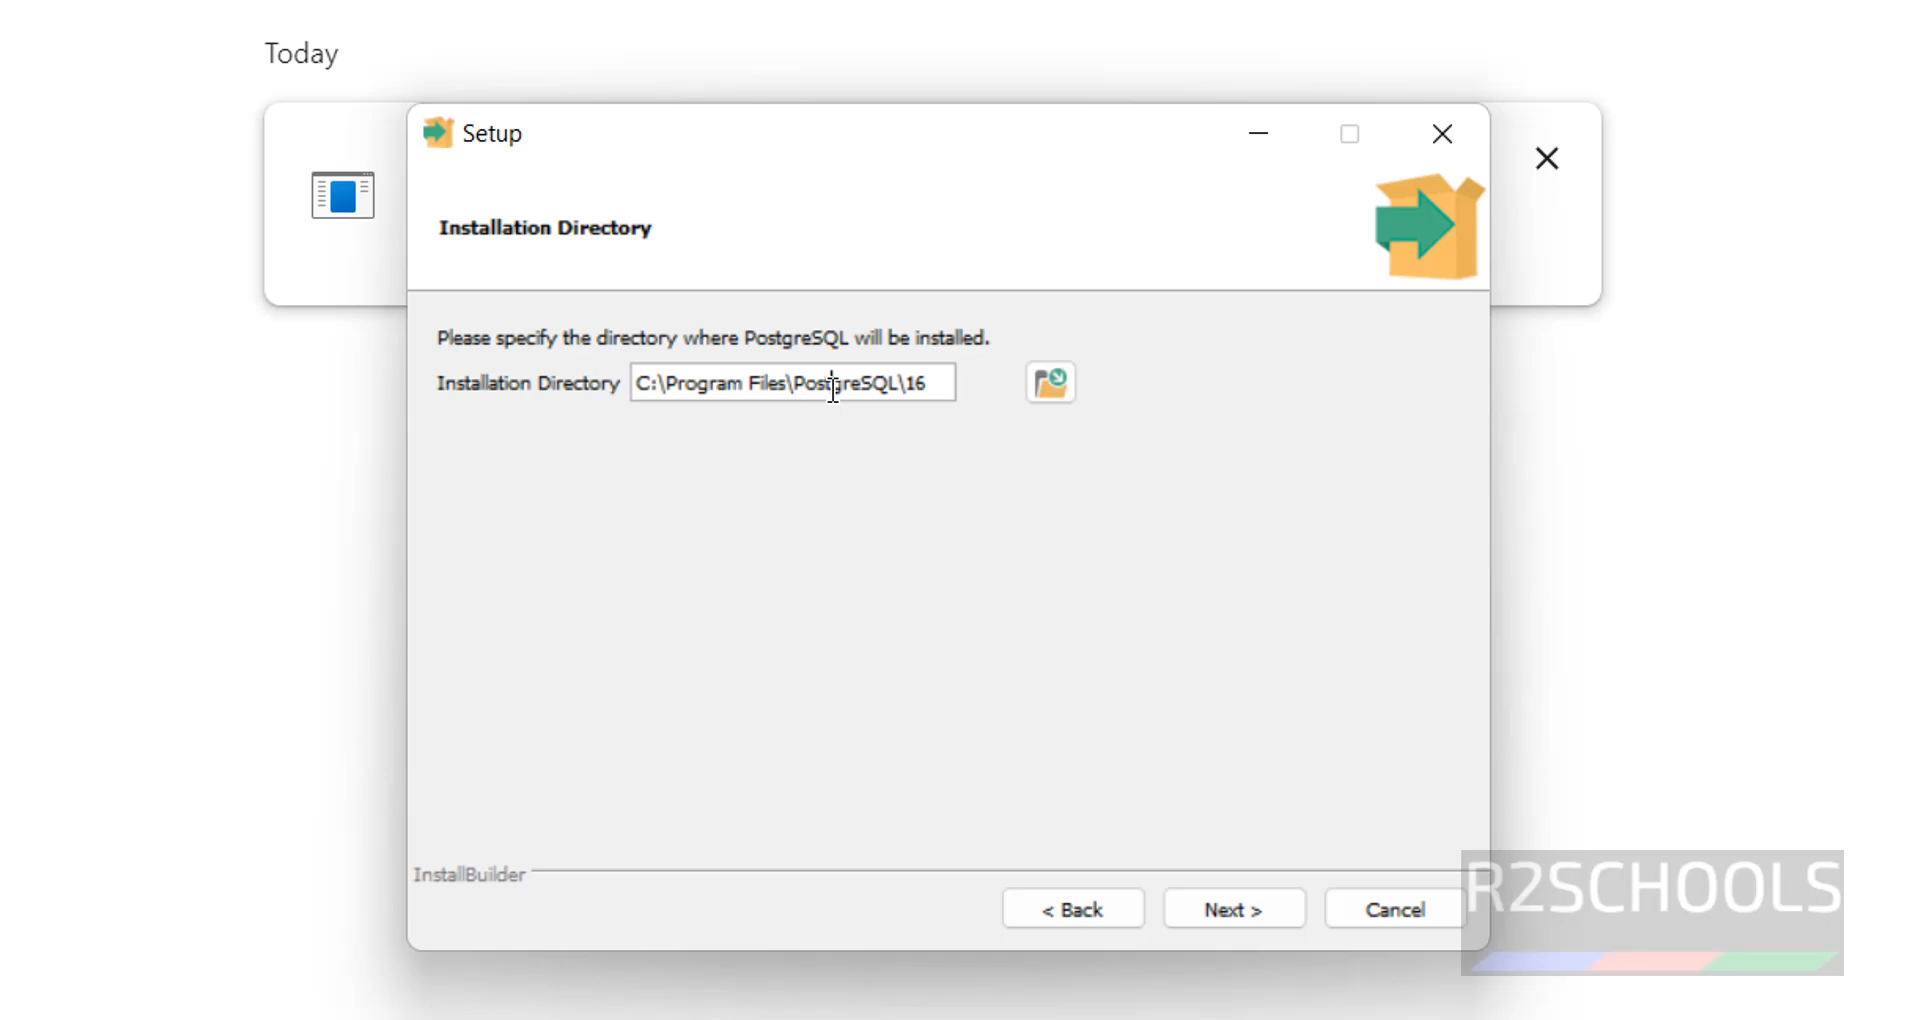 Today
Setup
Installation Directory
Please specify the directory where PostgreSQL will be installed.
Installation Directory C:\Program Files\PostgreSQL\16
InstallBuilder
< Back Next > Cancel
R2SCHOOLS